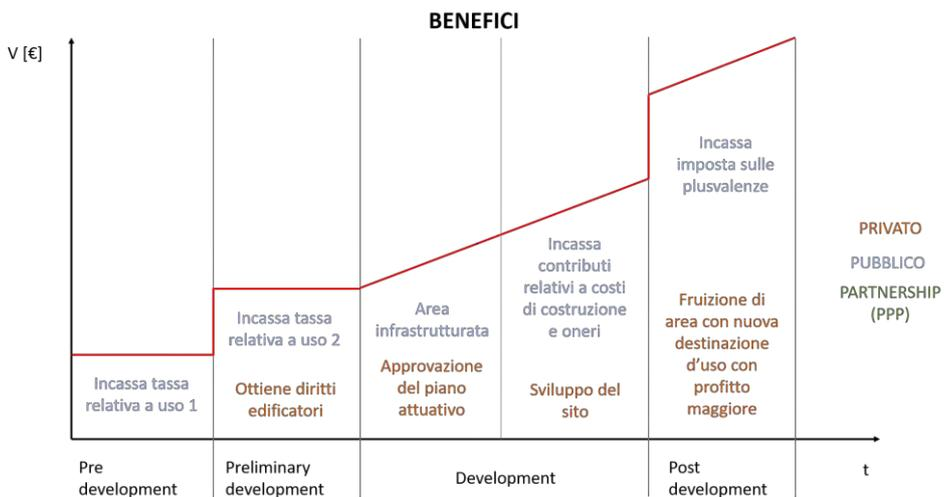 BENEFICI
V [€]
Incassa tassa
relativa a uso 1
Incassa tassa
relativa a uso 2
Ottiene diritti
edificatori
Area
infrastrutturata
Approvazione
del piano
attuativo
Incassa
contributi
relativi a costi
di costruzione
e oneri
Sviluppo del
sito
Incassa
imposta sulle
plusvalenze
Fruizione di
area con nuova
destinazione
d'uso con
profitto
maggiore
PRIVATO
PUBBLICO
PARTNERSHIP
(PPP)
Pre
development
Preliminary
development
Development
Post
development
t